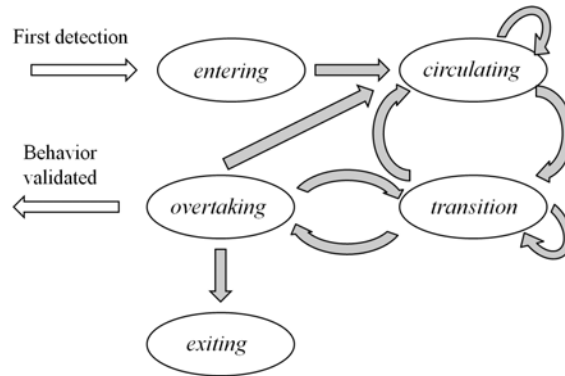 First detection
entering
circulating
Behavior
validated
overtaking
transition
exiting